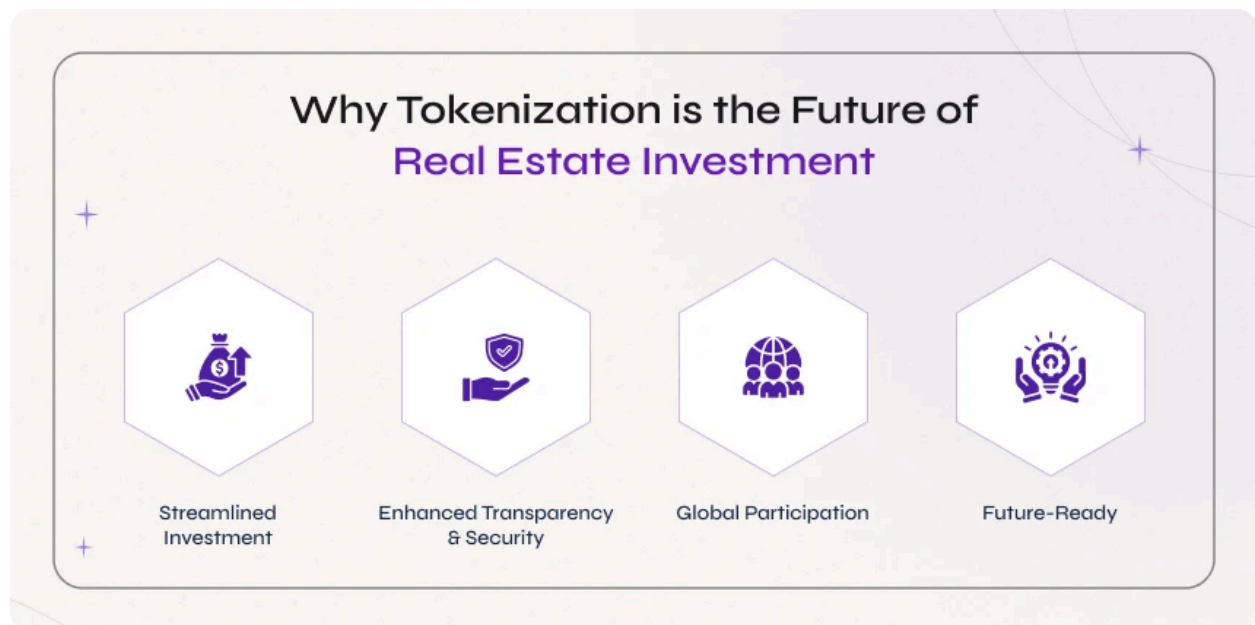 Why Tokenization is the Future of
Real Estate Investment
$
Streamlined
Investment
Enhanced Transparency
& Security
Global Participation
Future-Ready